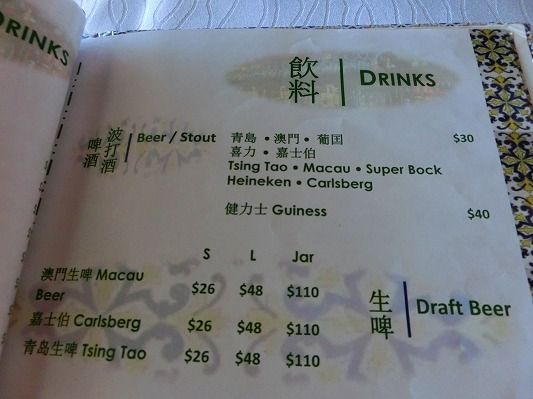 DRINKS
飲料 DRINKS
啤酒 波打酒 Beer / Stout 青島 • 澳門 • 葡囯 $30
喜力 • 嘉士伯
Tsing Tao • Macau • Super Bock
Heineken • Carlsberg
健力士 Guiness $40
S L Jar
澳門生啤 Macau
Beer $26 $48 $110
嘉士伯 Carlsberg $26 $48 $110
青岛生啤 Tsing Tao $26 $48 $110
生啤 Draft Beer